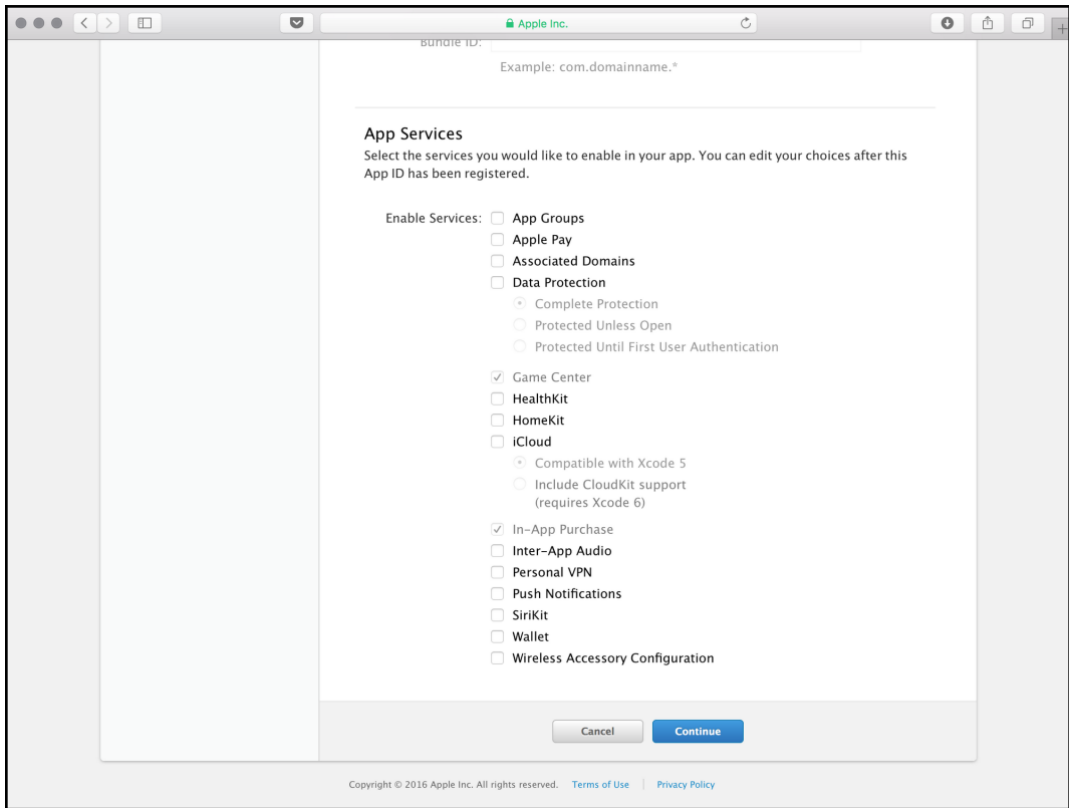 Apple Inc.
Bundle ID:
Example: com.domainname.*
App Services
Select the services you would like to enable in your app. You can edit your choices after this
App ID has been registered.
Enable Services: App Groups
Apple Pay
Associated Domains
Data Protection
Complete Protection
Protected Unless Open
Protected Until First User Authentication
Game Center
HealthKit
HomeKit
iCloud
Compatible with Xcode 5
Include CloudKit support
(requires Xcode 6)
In-App Purchase
Inter-App Audio
Personal VPN
Push Notifications
SiriKit
Wallet
Wireless Accessory Configuration
Cancel Continue
Copyright © 2016 Apple Inc. All rights reserved. Terms of Use Privacy Policy